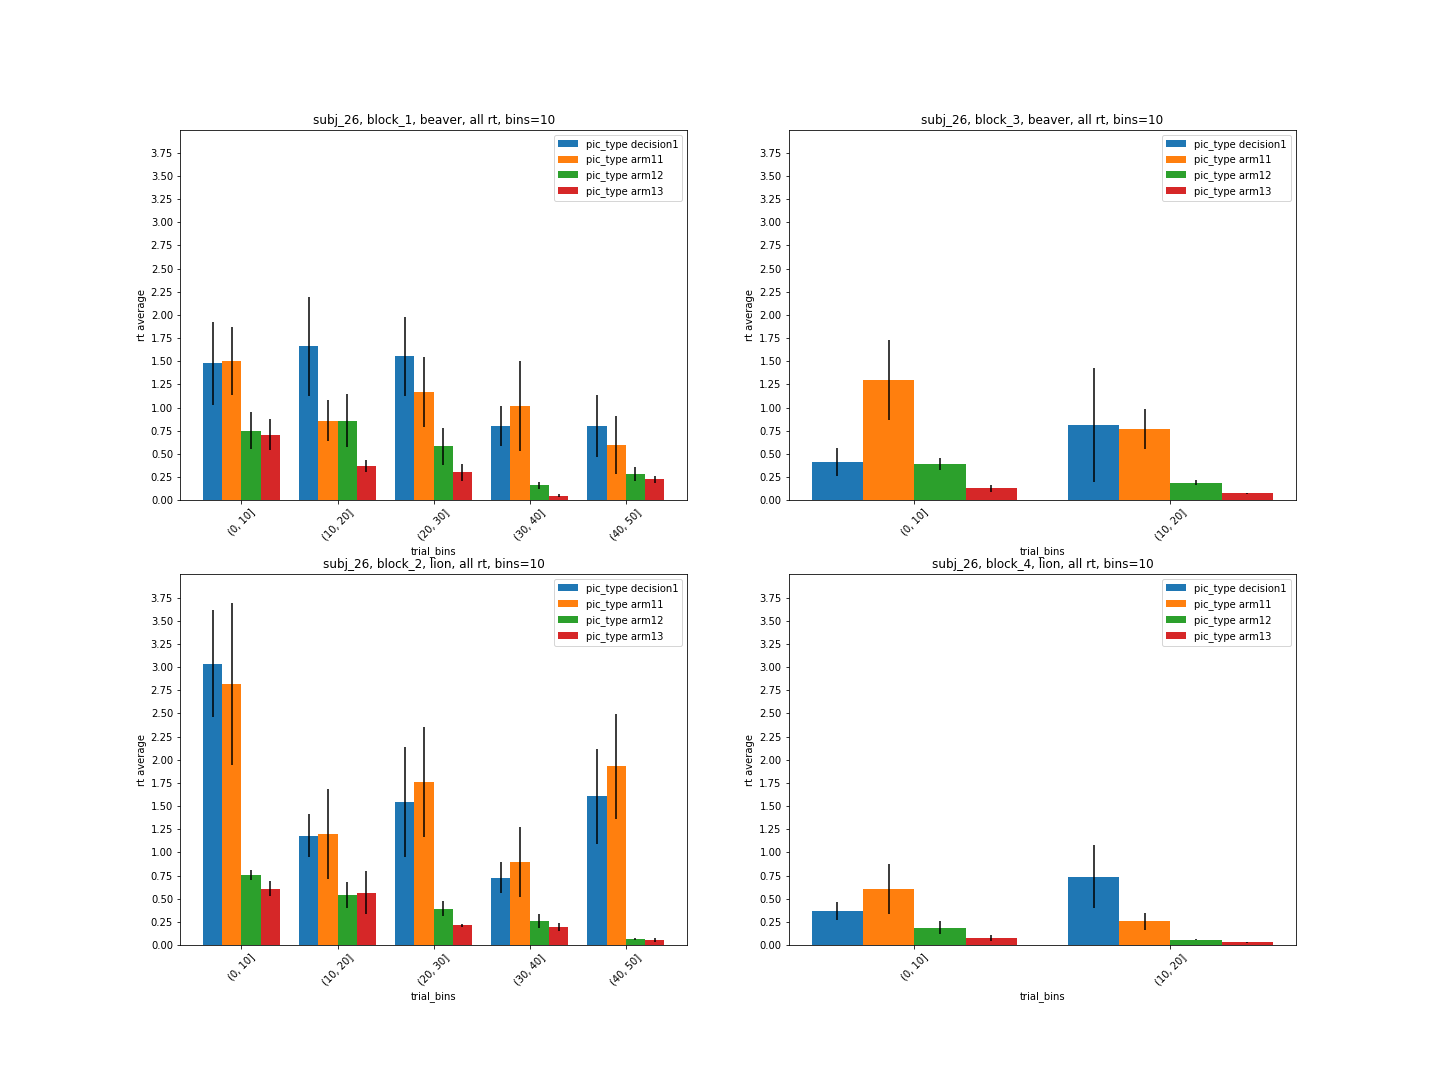 subj_26, block_1, beaver, all rt, bins=10
pic_type decision1
pic_type arm11
pic_type arm12
pic_type arm13
3.75
3.50
3.25
3.00
2.75
2.50
2.25
2.00
1.75
1.50
1.25
1.00
0.75
0.50
0.25
0.00
rt average
(0, 10]
(10, 20]
(20, 30]
(30, 40]
(40, 50]
trial_bins
subj_26, block_3, beaver, all rt, bins=10
pic_type decision1
pic_type arm11
pic_type arm12
pic_type arm13
3.75
3.50
3.25
3.00
2.75
2.50
2.25
2.00
1.75
1.50
1.25
1.00
0.75
0.50
0.25
0.00
rt average
(0, 10]
(10, 20]
trial_bins
subj_26, block_2, lion, all rt, bins=10
pic_type decision1
pic_type arm11
pic_type arm12
pic_type arm13
3.75
3.50
3.25
3.00
2.75
2.50
2.25
2.00
1.75
1.50
1.25
1.00
0.75
0.50
0.25
0.00
rt average
(0, 10]
(10, 20]
(20, 30]
(30, 40]
(40, 50]
trial_bins
subj_26, block_4, lion, all rt, bins=10
pic_type decision1
pic_type arm11
pic_type arm12
pic_type arm13
3.75
3.50
3.25
3.00
2.75
2.50
2.25
2.00
1.75
1.50
1.25
1.00
0.75
0.50
0.25
0.00
rt average
(0, 10]
(10, 20]
trial_bins